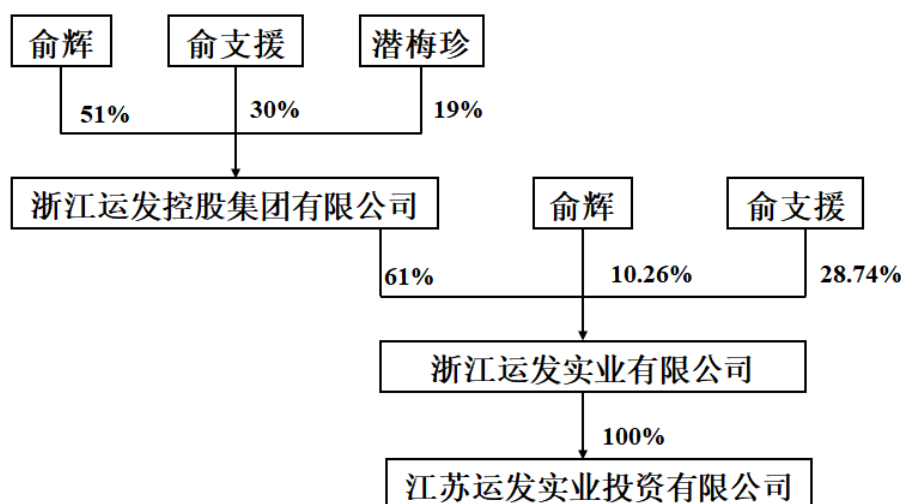 俞辉 俞支援 潜梅珍
51% 30% 19%
浙江运发控股集团有限公司 俞辉 俞支援
61% 10.26% 28.74%
浙江运发实业有限公司
100%
江苏运发实业投资有限公司